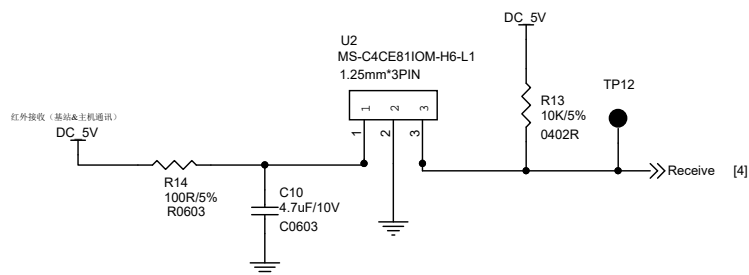 DC_5V
U2
MS-C4CE81IOM-H6-L1
1.25mm*3PIN
TP12
R13
10K/5%
0402R
1
2
3
红外接收（基站&主机通讯）
DC_5V
1
2
3
Receive [4]
R14
100R/5%
R0603
C10
4.7uF/10V
C0603